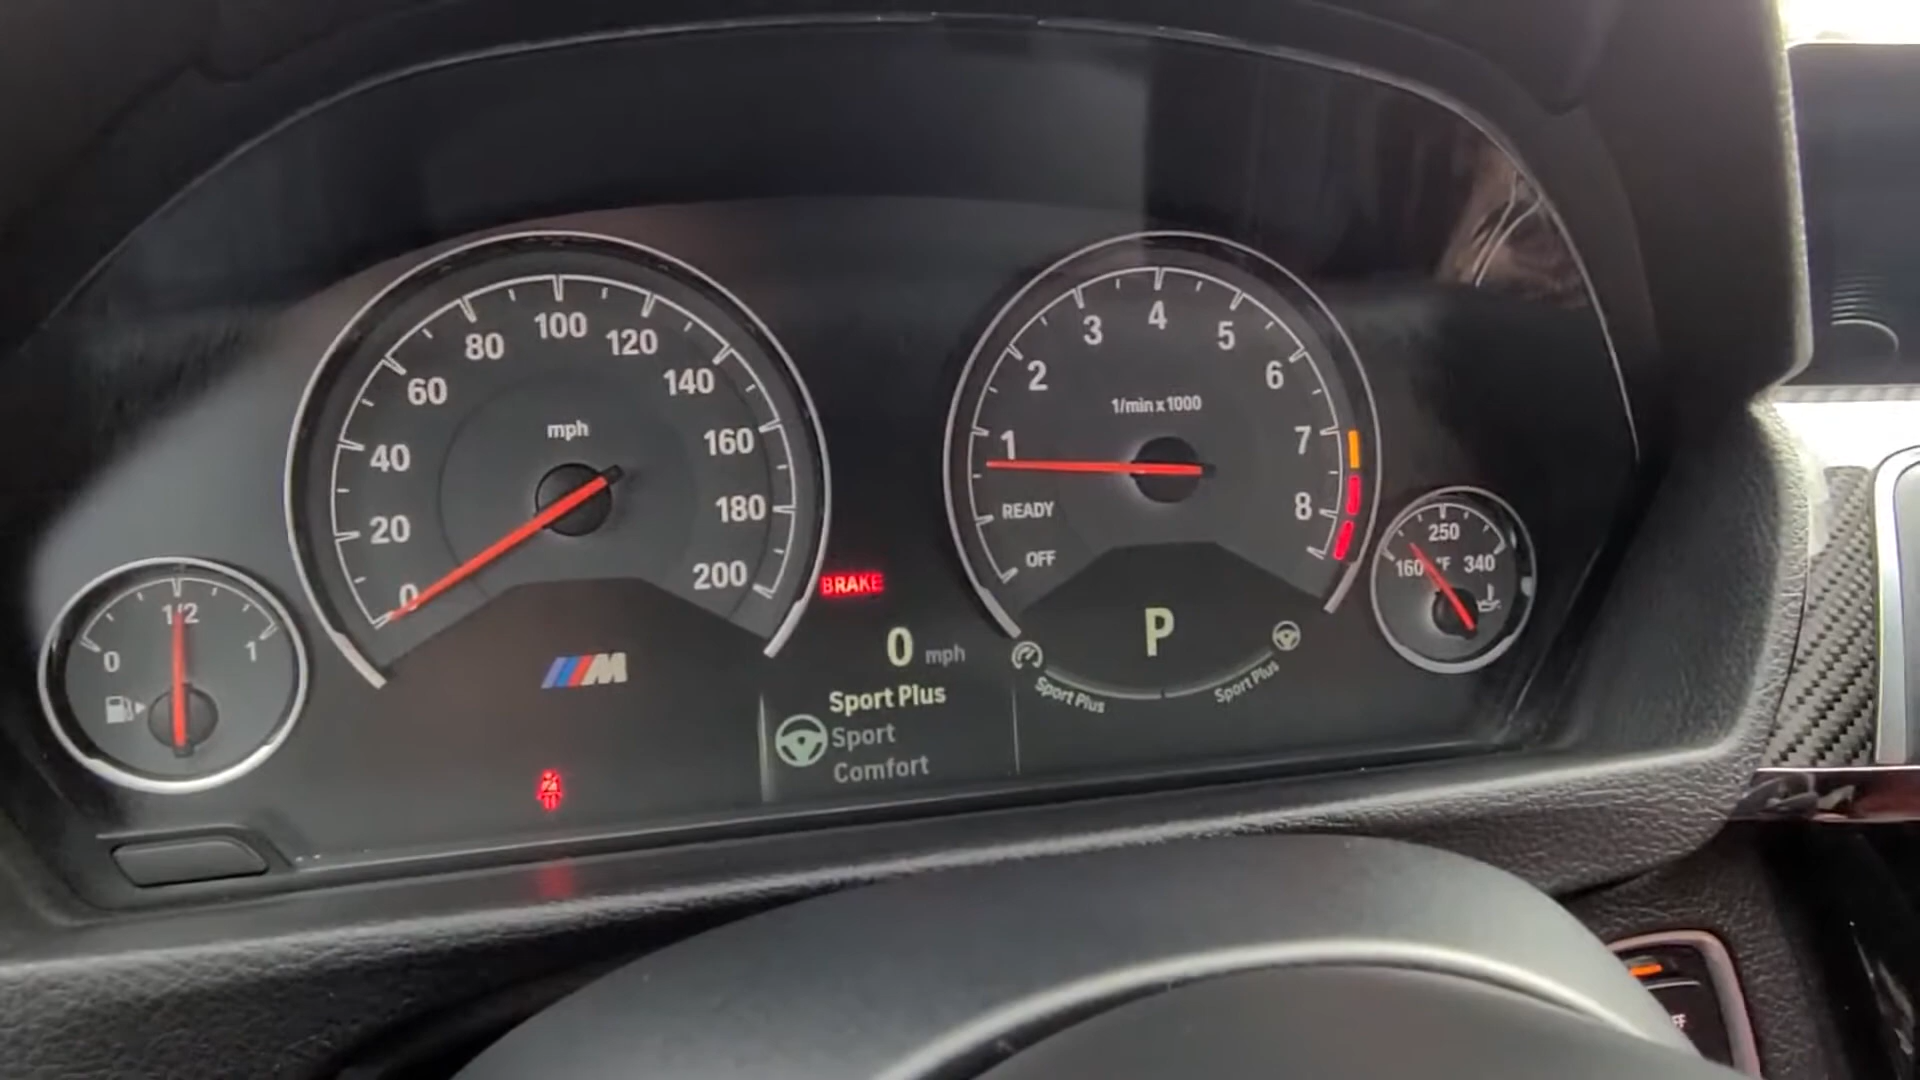 0
20
40
60
80
100
120
140
160
180
200
mph
OFF
READY
1
2
3
4
5
6
7
8
1/min x 1000
0
1/2
1
160
250
340
°F
M
BRAKE
0 mph
Sport Plus
Sport
Comfort
P
Sport Plus
Sport Plus